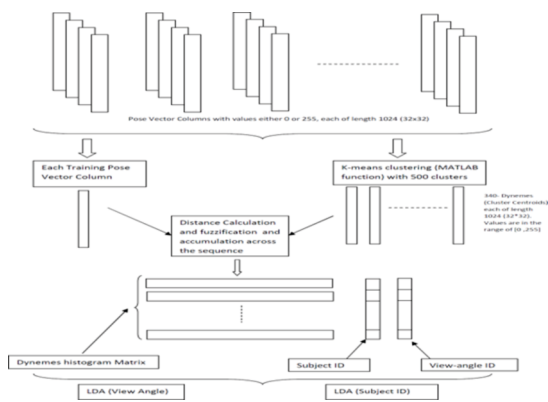 Pose Vector Columns with values either 0 or 255, each of length 1024 (32x32)
Each Training Pose
Vector Column
K-means clustering (MATLAB
function) with 500 clusters
340- Dynemes
(Cluster Centroids)
each of length
1024 (32*32).
Values are in the
range of [0 ,255]
Distance Calculation
and fuzzification and
accumulation across
the sequence
Dynemes histogram Matrix
Subject ID
View-angle ID
LDA (View Angle)
LDA (Subject ID)